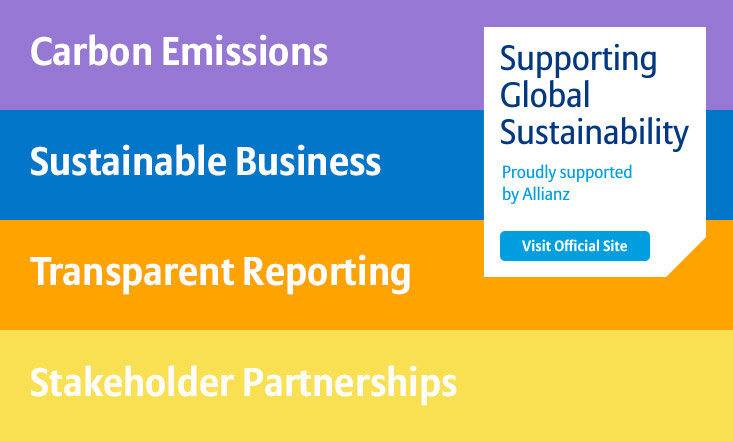 Carbon Emissions
Sustainable Business
Transparent Reporting
Stakeholder Partnerships
Supporting
Global
Sustainability
Proudly supported
by Allianz
Visit Official Site